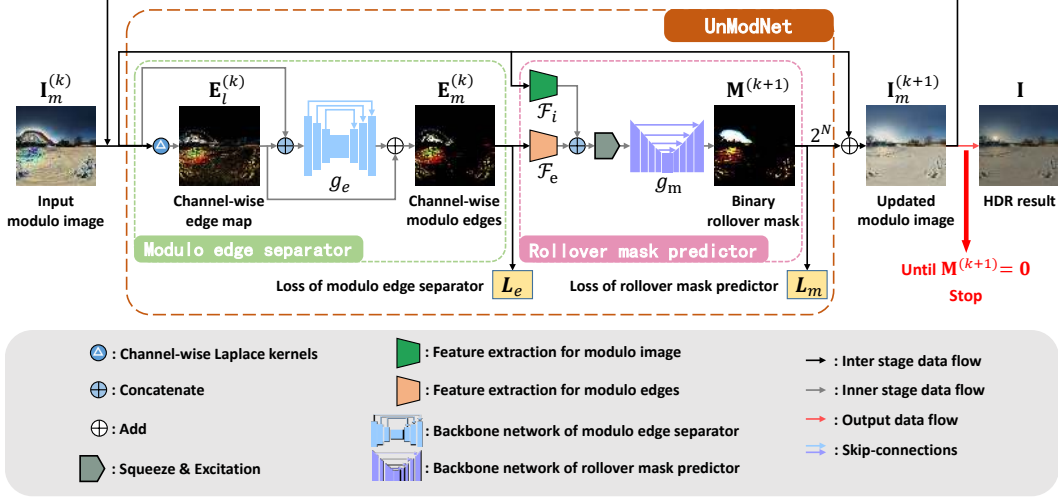 UnModNet
I_m^{(k)}
E_l^{(k)}
E_m^{(k)}
M^{(k+1)}
I_m^{(k+1)}
I
g_e
F_i
F_e
g_m
2^N
Input
modulo image
Channel-wise
edge map
Channel-wise
modulo edges
Binary
rollover mask
Updated
modulo image
HDR result
Modulo edge separator
Rollover mask predictor
Loss of modulo edge separator
L_e
Loss of rollover mask predictor
L_m
Until M^{(k+1)} = 0
Stop
: Channel-wise Laplace kernels
: Concatenate
: Add
: Squeeze & Excitation
: Feature extraction for modulo image
: Feature extraction for modulo edges
: Backbone network of modulo edge separator
: Backbone network of rollover mask predictor
: Inter stage data flow
: Inner stage data flow
: Output data flow
: Skip-connections